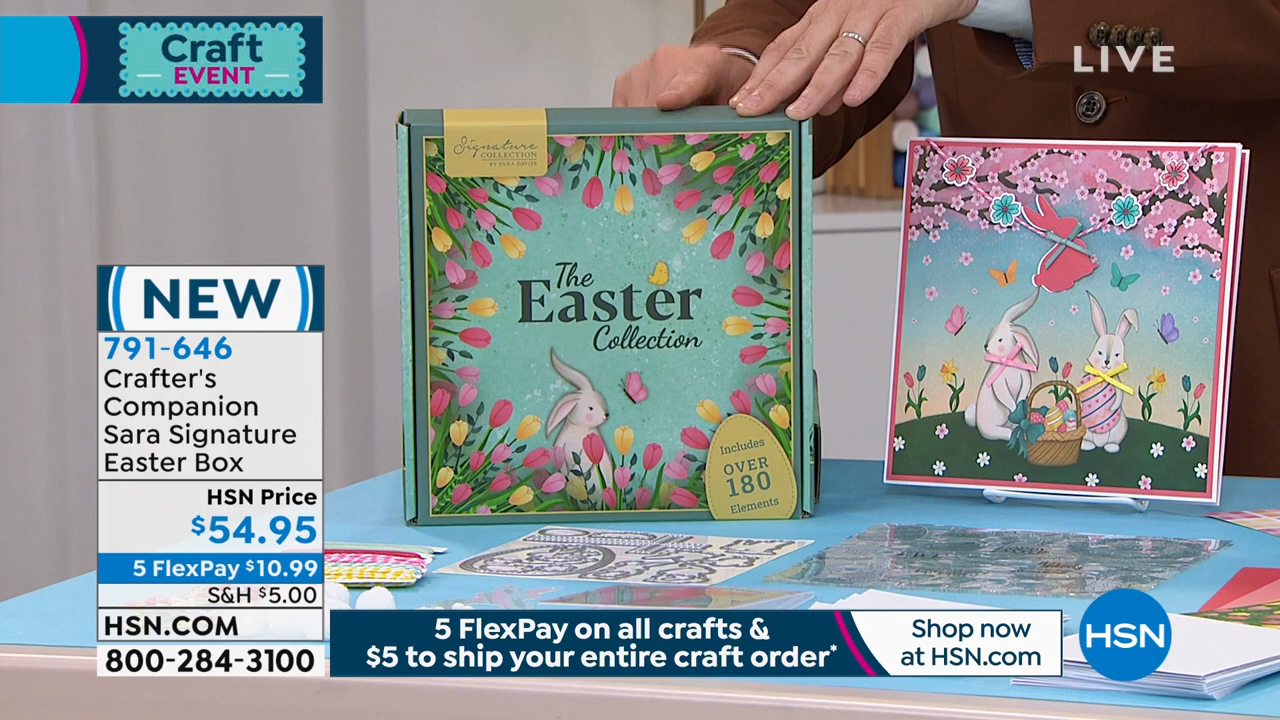 Craft
EVENT
LIVE
Signature
COLLECTION
BY SARA DAVIES
The
Easter
Collection
Includes
OVER
180
Elements
NEW
791-646
Crafter's
Companion
Sara Signature
Easter Box
HSN Price
$54.95
5 FlexPay $10.99
S&H $5.00
HSN.COM
800-284-3100
5 FlexPay on all crafts &
$5 to ship your entire craft order*
Shop now
at HSN.com
HSN